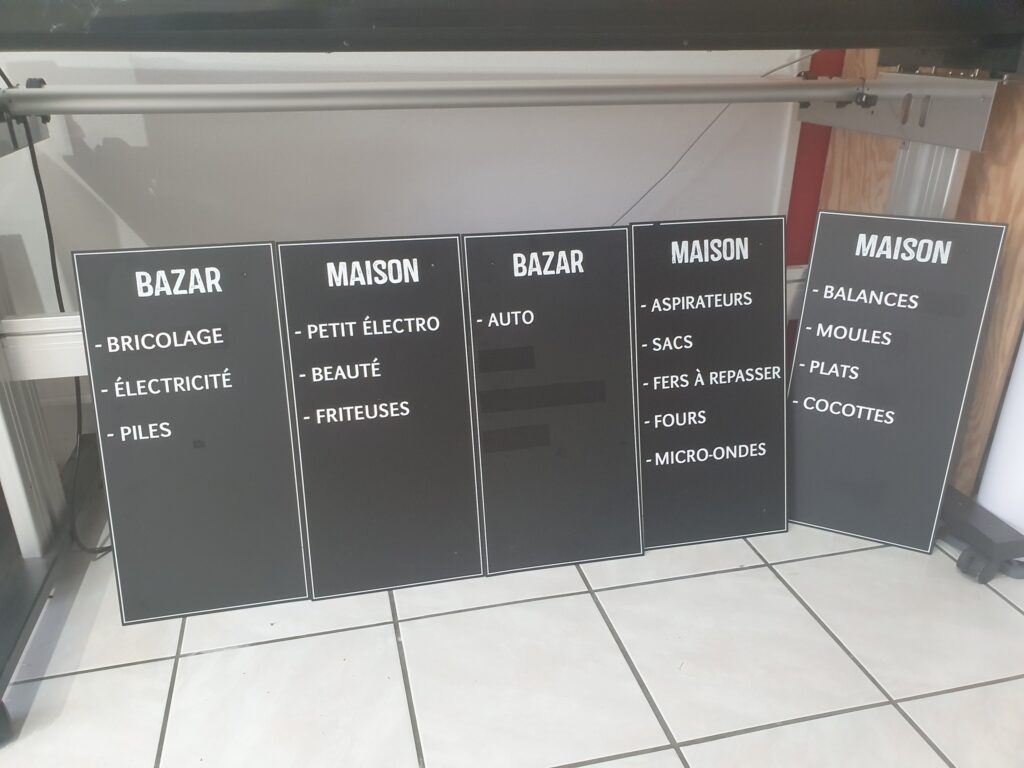 BAZAR
- BRICOLAGE
- ÉLECTRICITÉ
- PILES
MAISON
- PETIT ÉLECTRO
- BEAUTÉ
- FRITEUSES
BAZAR
- AUTO
MAISON
- ASPIRATEURS
- SACS
- FERS À REPASSER
- FOURS
- MICRO-ONDES
MAISON
- BALANCES
- MOULES
- PLATS
- COCOTTES